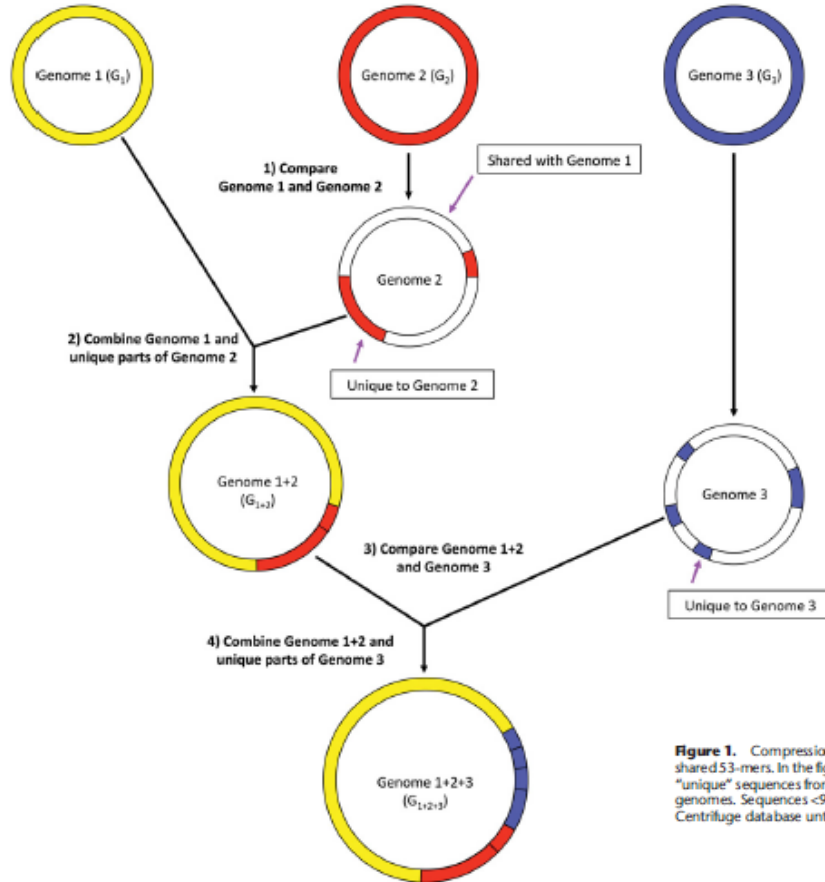 Genome 1 (G₁)
Genome 2 (G₂)
Genome 3 (G₃)
1) Compare
Genome 1 and Genome 2
Shared with Genome 1
Genome 2
2) Combine Genome 1 and
unique parts of Genome 2
Unique to Genome 2
Genome 1+2
(G₁₊₂)
Genome 3
3) Compare Genome 1+2
and Genome 3
Unique to Genome 3
4) Combine Genome 1+2 and
unique parts of Genome 3
Genome 1+2+3
(G₁₊₂₊₃)
Figure 1. Compressio
shared 53-mers. In the fig
"unique" sequences fron
genomes. Sequences <9
Centrifuge database unt